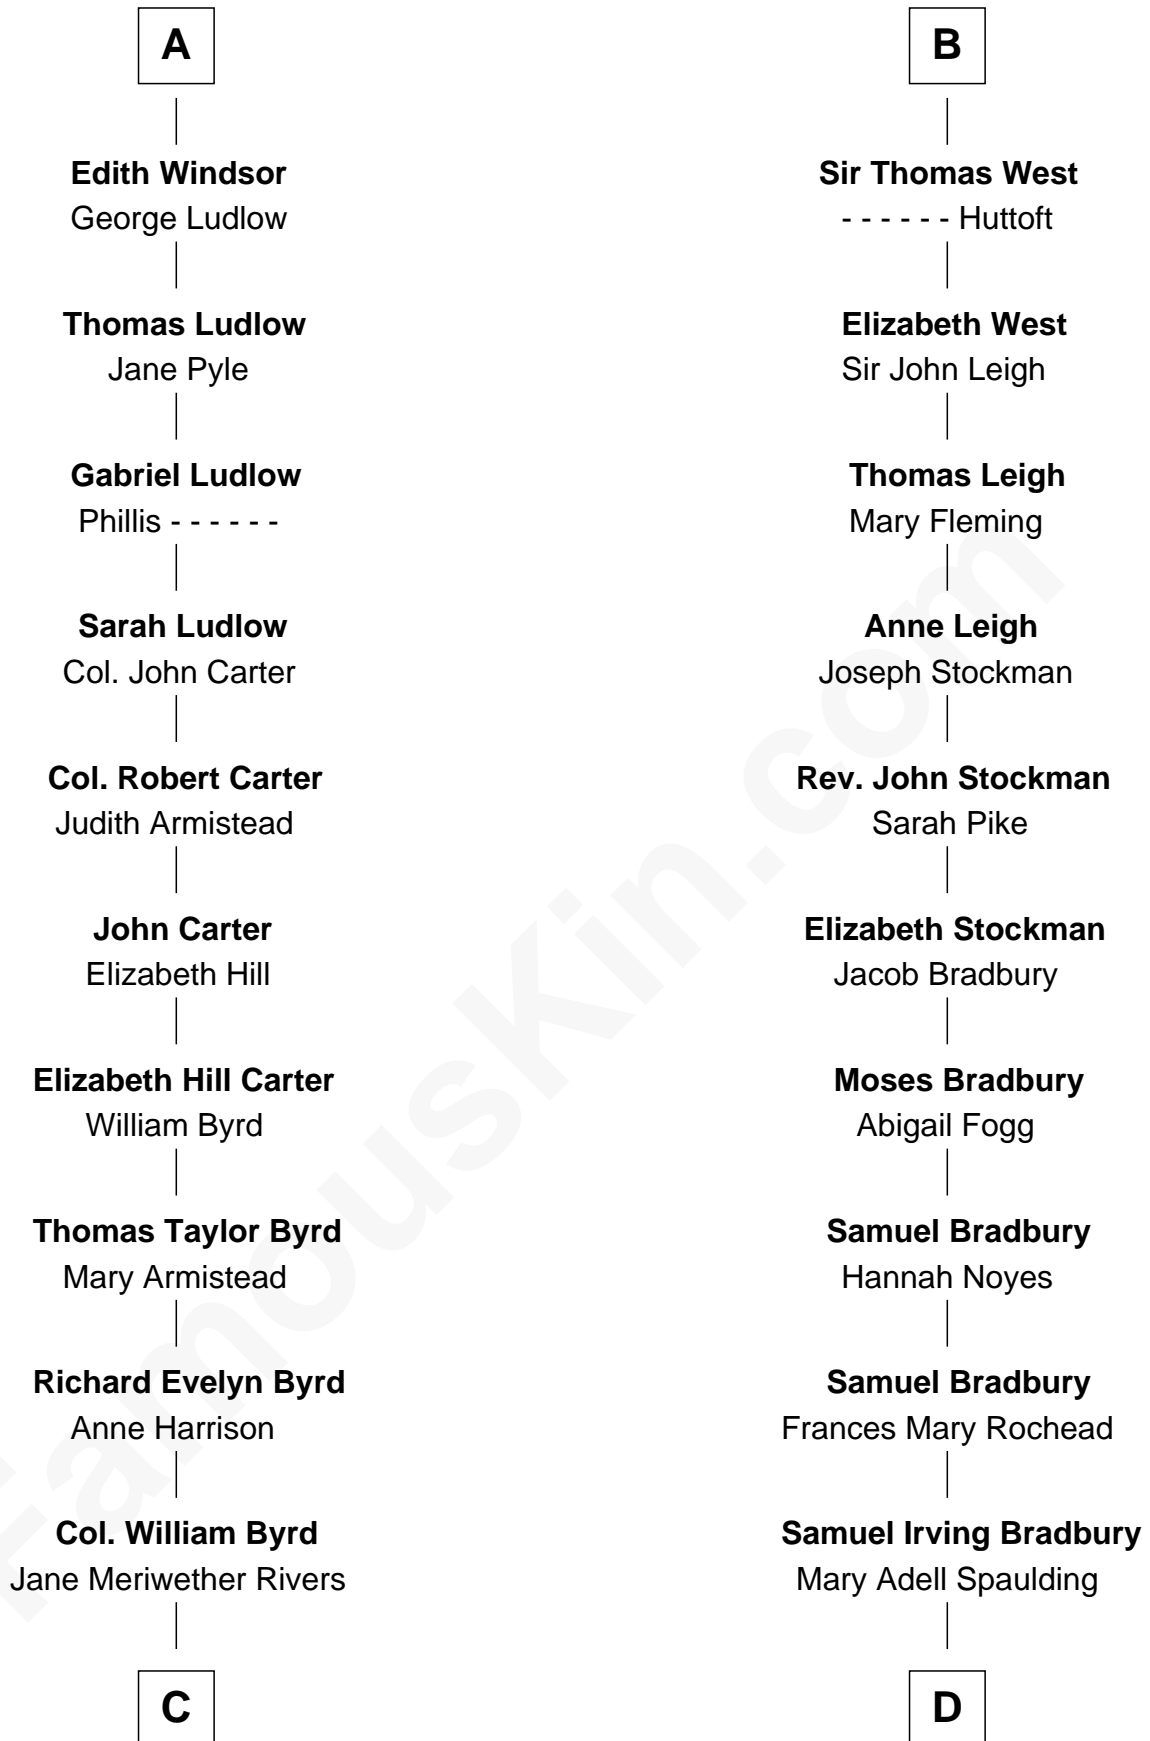 A
Edith Windsor
George Ludlow
Thomas Ludlow
Jane Pyle
Gabriel Ludlow
Phillis - - - - - -
Sarah Ludlow
Col. John Carter
Col. Robert Carter
Judith Armistead
John Carter
Elizabeth Hill
Elizabeth Hill Carter
William Byrd
Thomas Taylor Byrd
Mary Armistead
Richard Evelyn Byrd
Anne Harrison
Col. William Byrd
Jane Meriwether Rivers
C
B
Sir Thomas West
- - - - - - Huttoft
Elizabeth West
Sir John Leigh
Thomas Leigh
Mary Fleming
Anne Leigh
Joseph Stockman
Rev. John Stockman
Sarah Pike
Elizabeth Stockman
Jacob Bradbury
Moses Bradbury
Abigail Fogg
Samuel Bradbury
Hannah Noyes
Samuel Bradbury
Frances Mary Rochead
Samuel Irving Bradbury
Mary Adell Spaulding
D
FamousKin.com